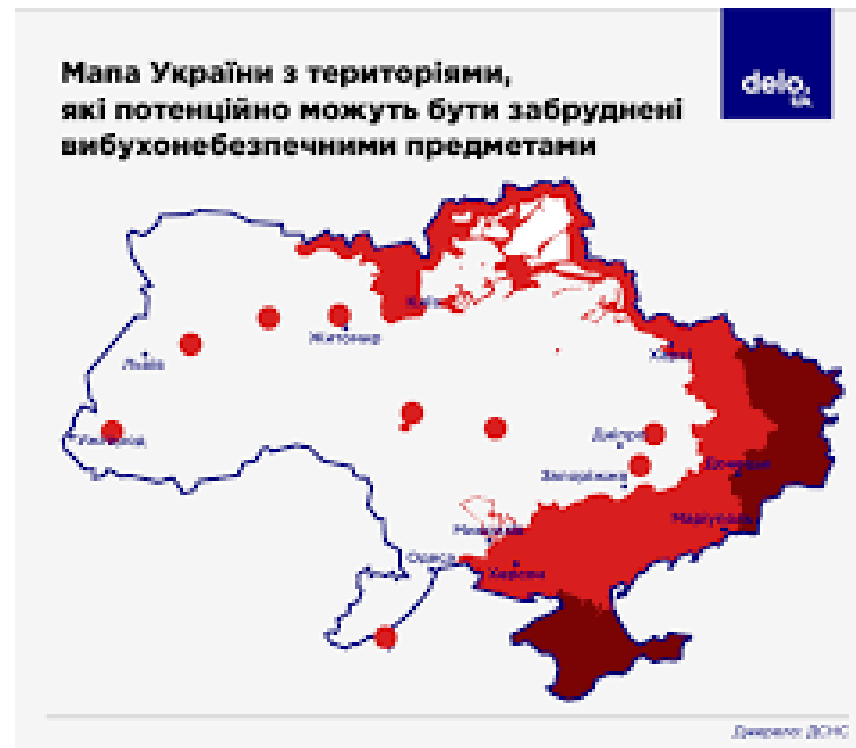 Мапа України з територіями,
які потенційно можуть бути забруднені
вибухонебезпечними предметами
delo.
ua
Київ
Житомир
Львів
Харків
Ужгород
Дніпро
Донецьк
Запоріжжя
Маріуполь
Миколаїв
Одеса
Херсон
Джерело: ДСНС